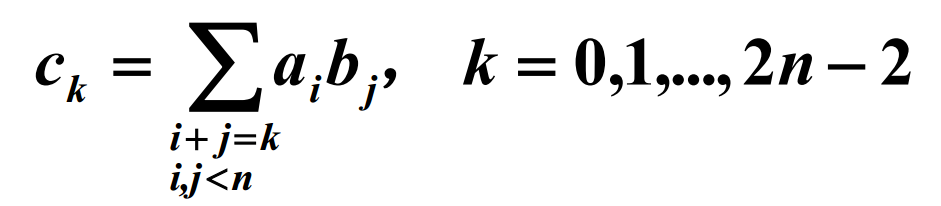 c_k = ∑ a_i b_j, k = 0,1,..., 2n − 2
i + j=k
i,j<n